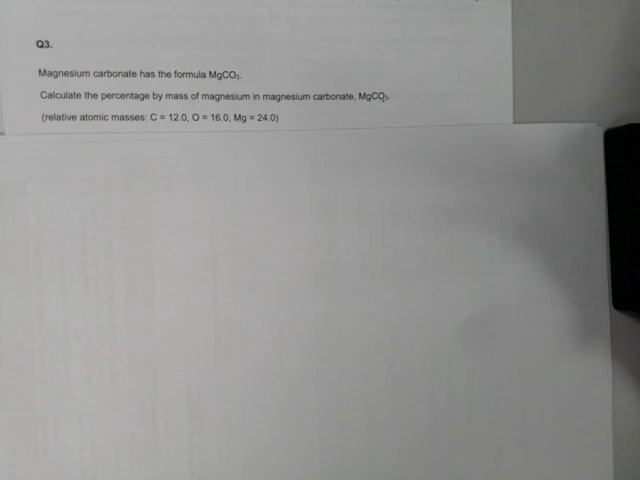 Q3.
Magnesium carbonate has the formula MgCO₃.
Calculate the percentage by mass of magnesium in magnesium carbonate, MgCO₃.
(relative atomic masses: C = 12.0, O = 16.0, Mg = 24.0)